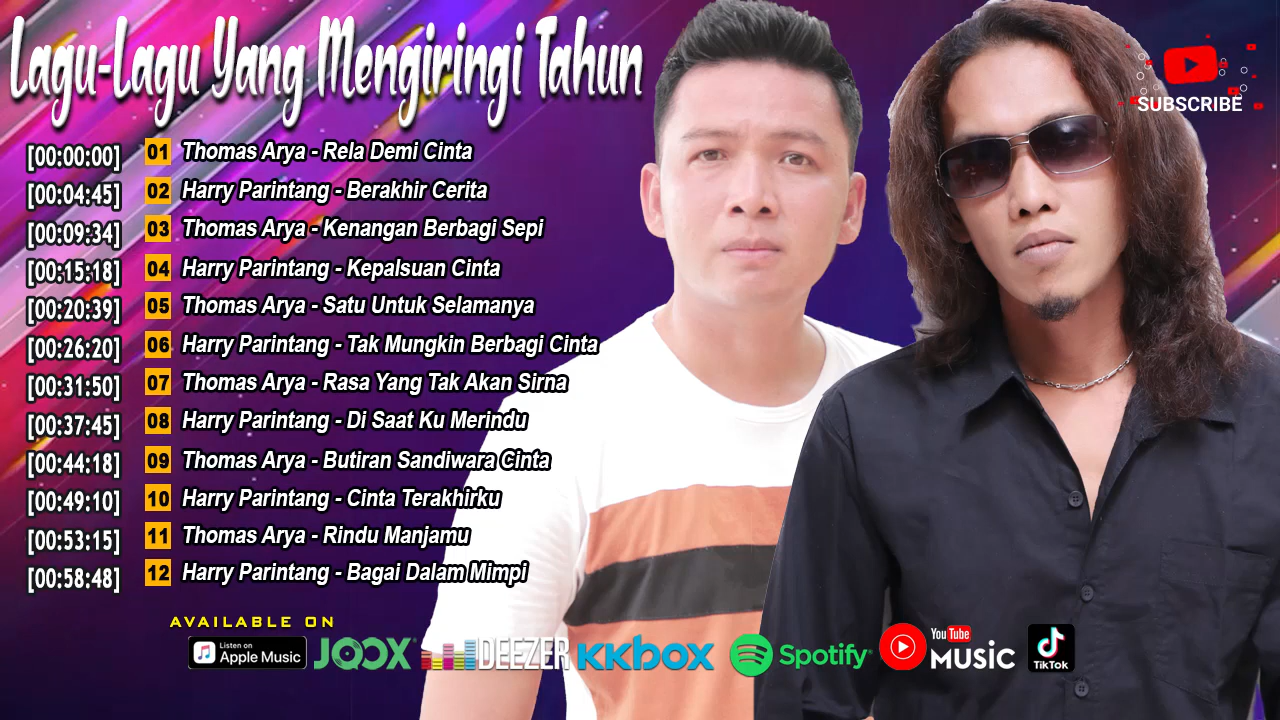 Lagu-Lagu Yang Mengiringi Tahun
SUBSCRIBE
[00:00:00] 01 Thomas Arya - Rela Demi Cinta
[00:04:45] 02 Harry Parintang - Berakhir Cerita
[00:09:34] 03 Thomas Arya - Kenangan Berbagi Sepi
[00:15:18] 04 Harry Parintang - Kepalsuan Cinta
[00:20:39] 05 Thomas Arya - Satu Untuk Selamanya
[00:26:20] 06 Harry Parintang - Tak Mungkin Berbagi Cinta
[00:31:50] 07 Thomas Arya - Rasa Yang Tak Akan Sirna
[00:37:45] 08 Harry Parintang - Di Saat Ku Merindu
[00:44:18] 09 Thomas Arya - Butiran Sandiwara Cinta
[00:49:10] 10 Harry Parintang - Cinta Terakhirku
[00:53:15] 11 Thomas Arya - Rindu Manjamu
[00:58:48] 12 Harry Parintang - Bagai Dalam Mimpi
AVAILABLE ON
Listen on
Apple Music
JOOX
DEEZER
KKBOX
Spotify
YouTube
MUSIC
TikTok